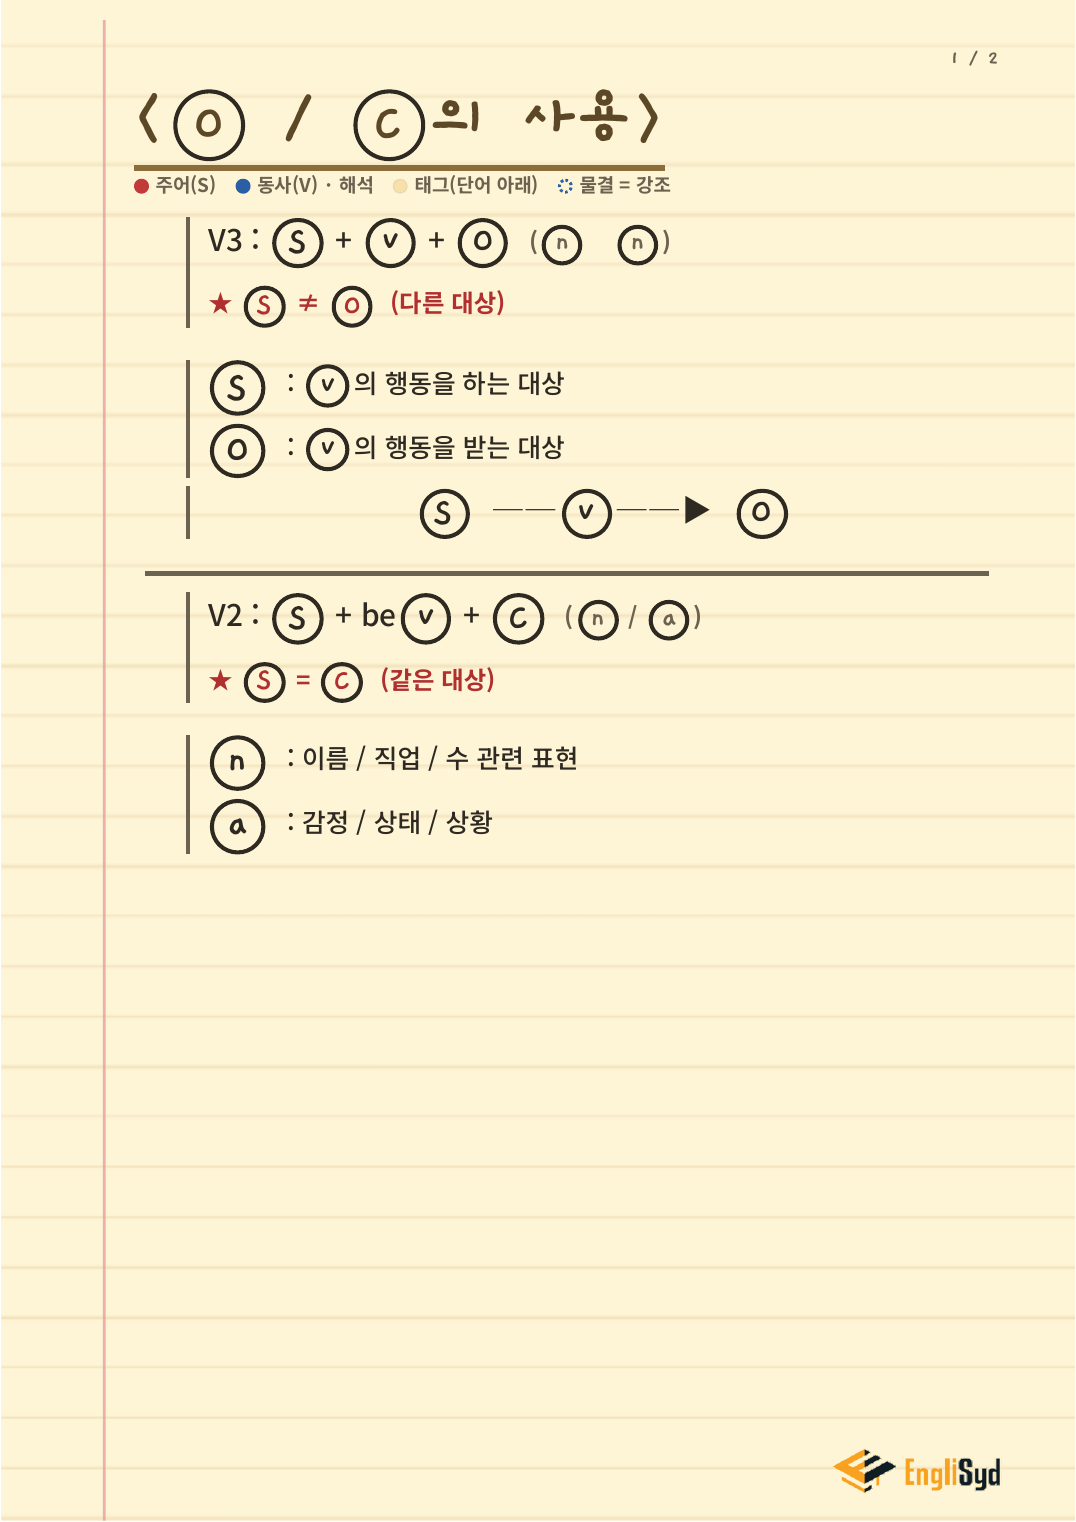 1 / 2
< O / C의 사용 >
주어(S) 동사(V) · 해석 태그(단어 아래) 물결 = 강조
V3 : S + v + O ( n n )
★ S ≠ O (다른 대상)
S : v의 행동을 하는 대상
O : v의 행동을 받는 대상
S ―― v ――▶ O
V2 : S + be v + C ( n / a )
★ S = C (같은 대상)
n : 이름 / 직업 / 수 관련 표현
a : 감정 / 상태 / 상황
EngliSyd